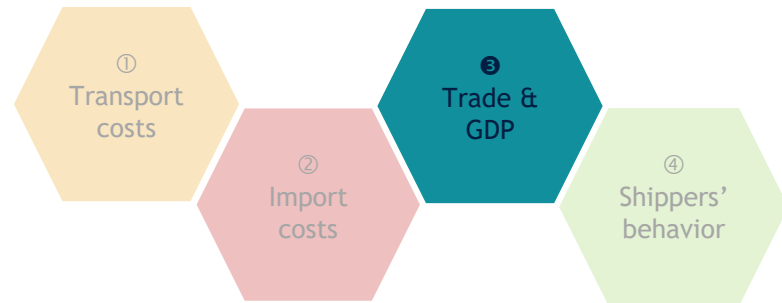 ①
Transport
costs
②
Import
costs
❸
Trade &
GDP
④
Shippers’
behavior